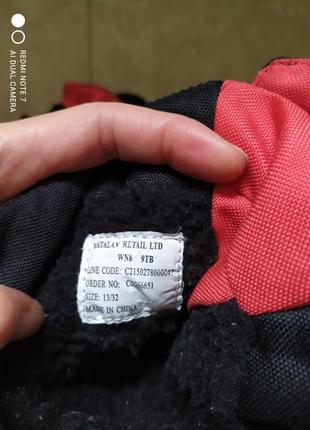 REDMI NOTE 7
AI DUAL CAMERA
MATALAN RETAIL LTD
WN8 9TB
LINE CODE: C2150278000047
ORDER NO: C0066651
SIZE: 13/32
MADE IN CHINA